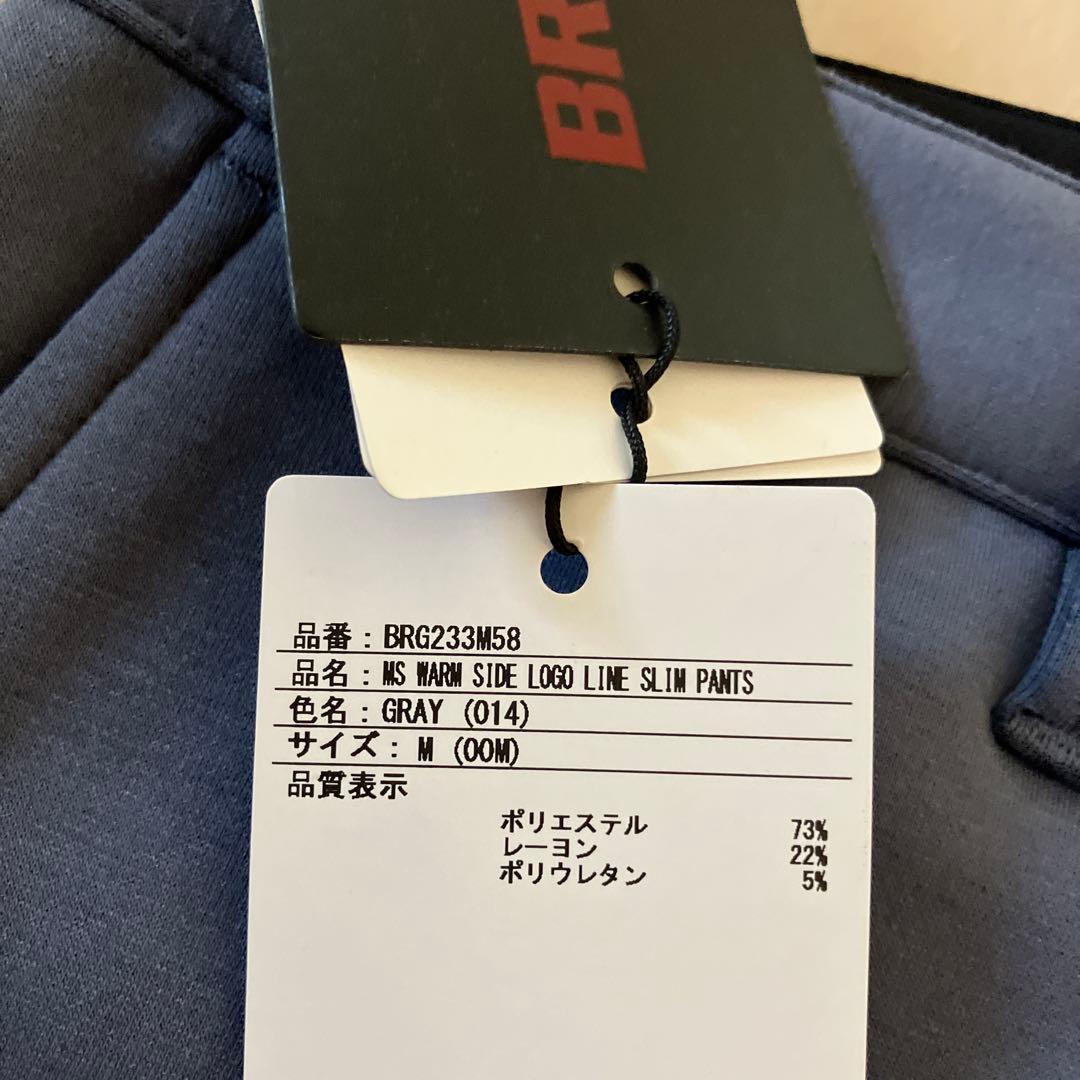 BR
品番：BRG233M58
品名：MS WARM SIDE LOGO LINE SLIM PANTS
色名：GRAY (014)
サイズ： M (00M)
品質表示
ポリエステル 73%
レーヨン 22%
ポリウレタン 5%